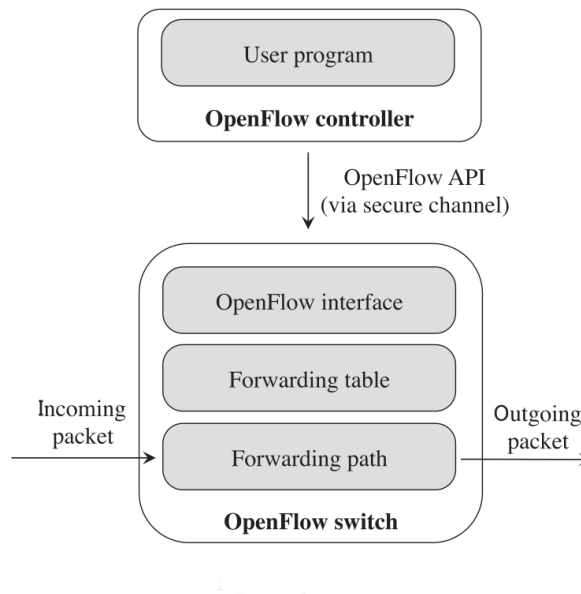 User program
OpenFlow controller
OpenFlow API
(via secure channel)
OpenFlow interface
Forwarding table
Incoming
packet
Outgoing
packet
Forwarding path
OpenFlow switch